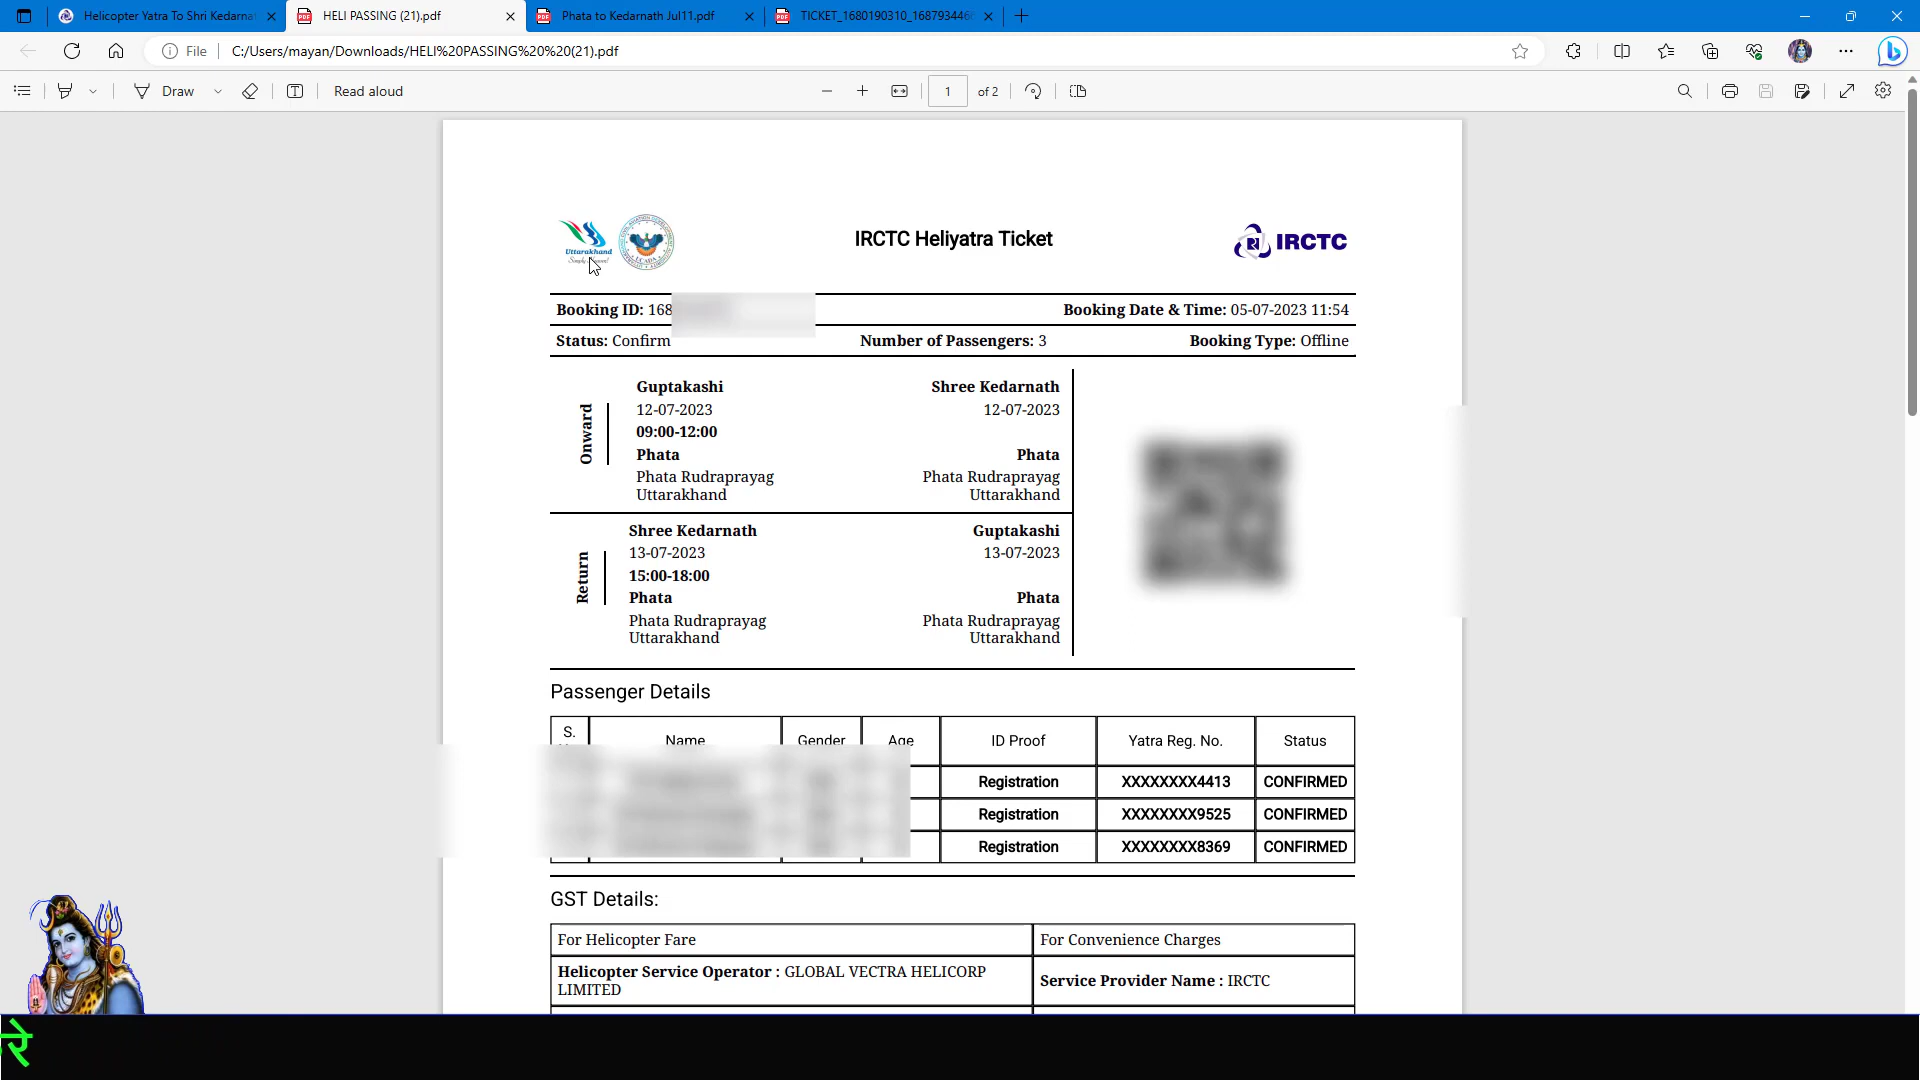 Helicopter Yatra To Shri Kedarna
HELI PASSING (21).pdf
Phata to Kedarnath Jul11.pdf
TICKET_1680190310_168793446
File
C:/Users/mayan/Downloads/HELI%20PASSING%20%20(21).pdf
Draw
Read aloud
1
of 2
Uttarakhand
UCADA
IRCTC Heliyatra Ticket
IRCTC
Booking ID: 168
Booking Date & Time: 05-07-2023 11:54
Status: Confirm
Number of Passengers: 3
Booking Type: Offline
Onward
Guptakashi
12-07-2023
09:00-12:00
Phata
Phata Rudraprayag
Uttarakhand
Shree Kedarnath
12-07-2023
Phata
Phata Rudraprayag
Uttarakhand
Return
Shree Kedarnath
13-07-2023
15:00-18:00
Phata
Phata Rudraprayag
Uttarakhand
Guptakashi
13-07-2023
Phata
Phata Rudraprayag
Uttarakhand
Passenger Details
S.
Name
Gender
Age
ID Proof
Yatra Reg. No.
Status
Registration
XXXXXXXX4413
CONFIRMED
Registration
XXXXXXXX9525
CONFIRMED
Registration
XXXXXXXX8369
CONFIRMED
GST Details:
For Helicopter Fare
For Convenience Charges
Helicopter Service Operator : GLOBAL VECTRA HELICORP
LIMITED
Service Provider Name : IRCTC
रे